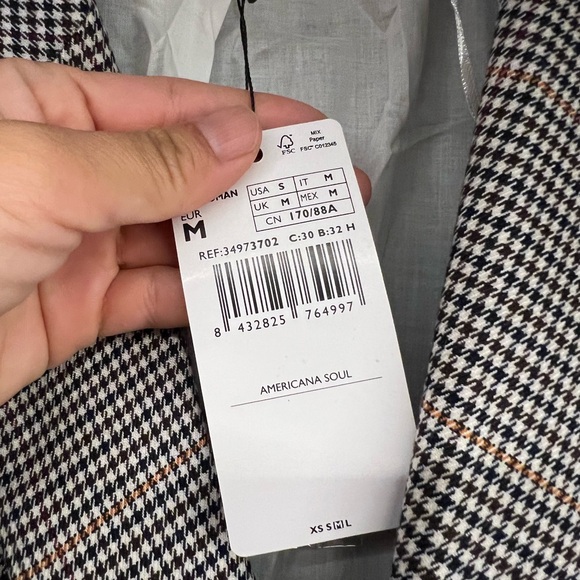 MIX
Paper
FSC FSC® C012345
MAN
EUR
M
USA S IT M
UK M MEX M
CN 170/88A
REF:34973702 C:30 B:32 H
8 432825 764997
AMERICANA SOUL
XS S M L